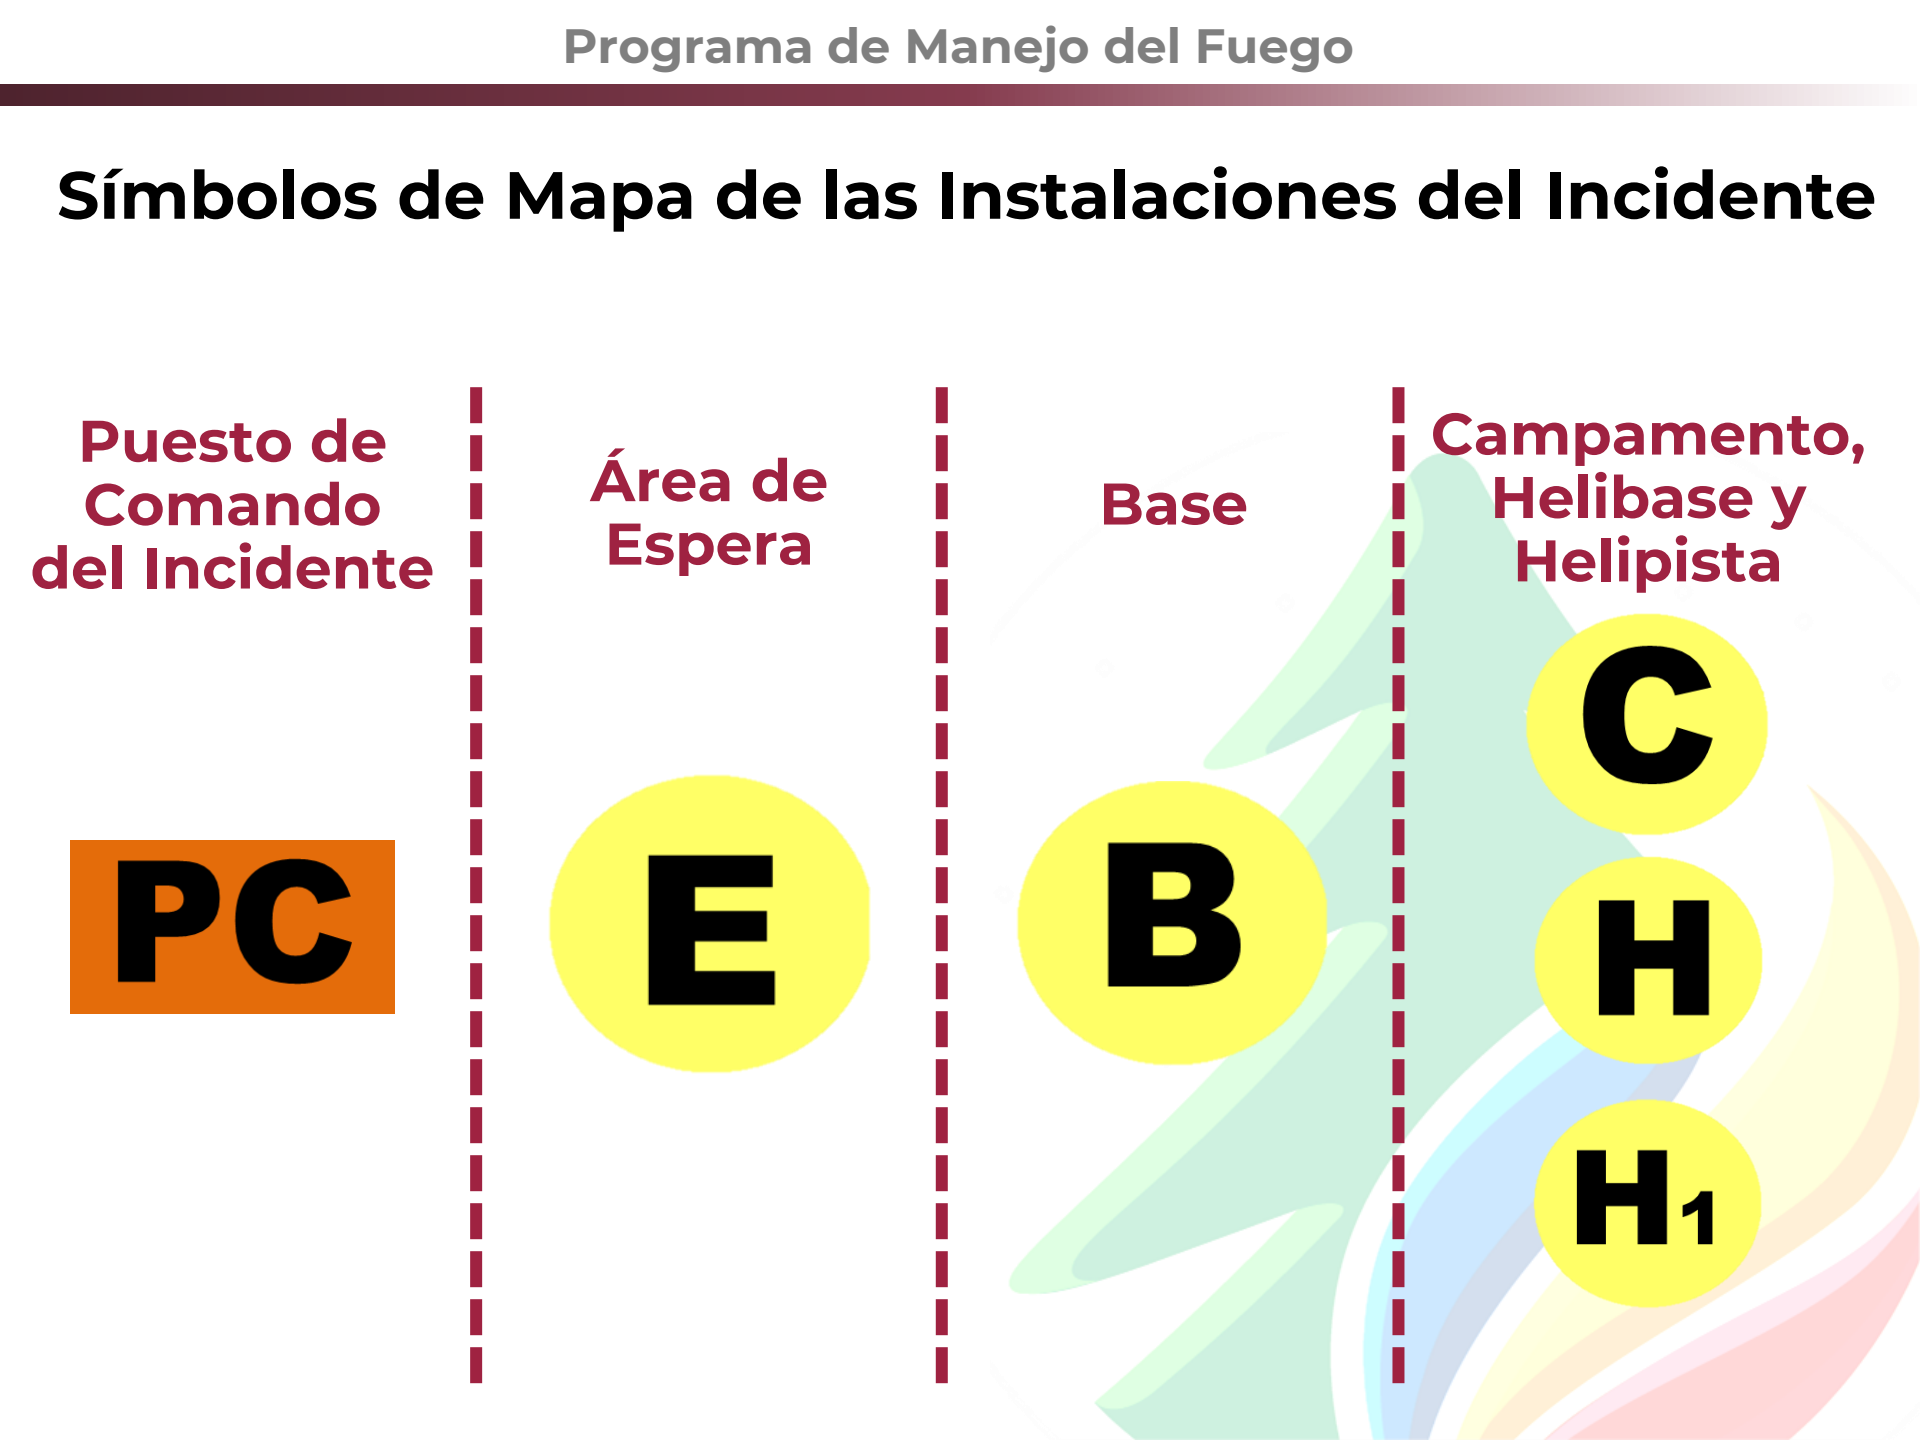 Programa de Manejo del Fuego
Símbolos de Mapa de las Instalaciones del Incidente
Puesto de
Comando
del Incidente
PC
Área de
Espera
E
Base
B
Campamento,
Helibase y
Helipista
C
H
H1